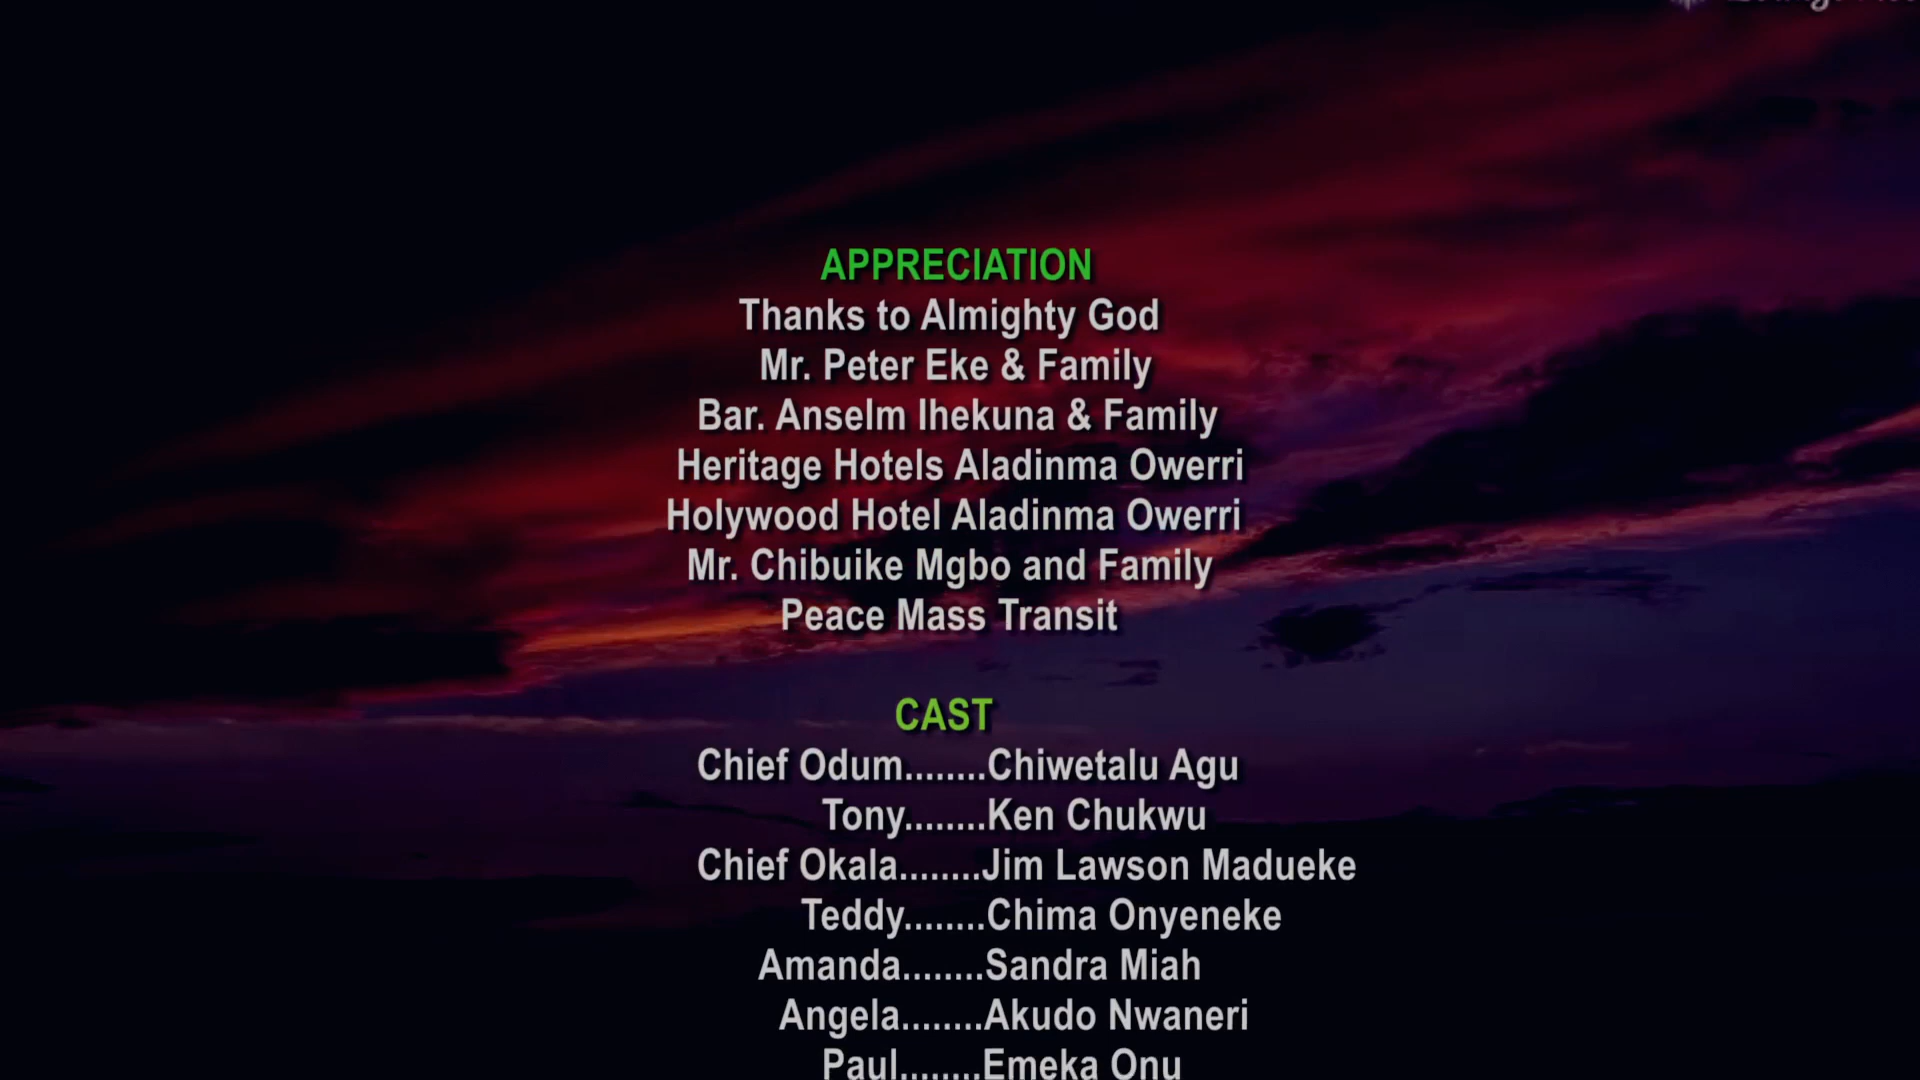 APPRECIATION
Thanks to Almighty God
Mr. Peter Eke & Family
Bar. Anselm Ihekuna & Family
Heritage Hotels Aladinma Owerri
Holywood Hotel Aladinma Owerri
Mr. Chibuike Mgbo and Family
Peace Mass Transit
CAST
Chief Odum........Chiwetalu Agu
Tony........Ken Chukwu
Chief Okala........Jim Lawson Madueke
Teddy........Chima Onyeneke
Amanda........Sandra Miah
Angela........Akudo Nwaneri
Paul........Emeka Onu